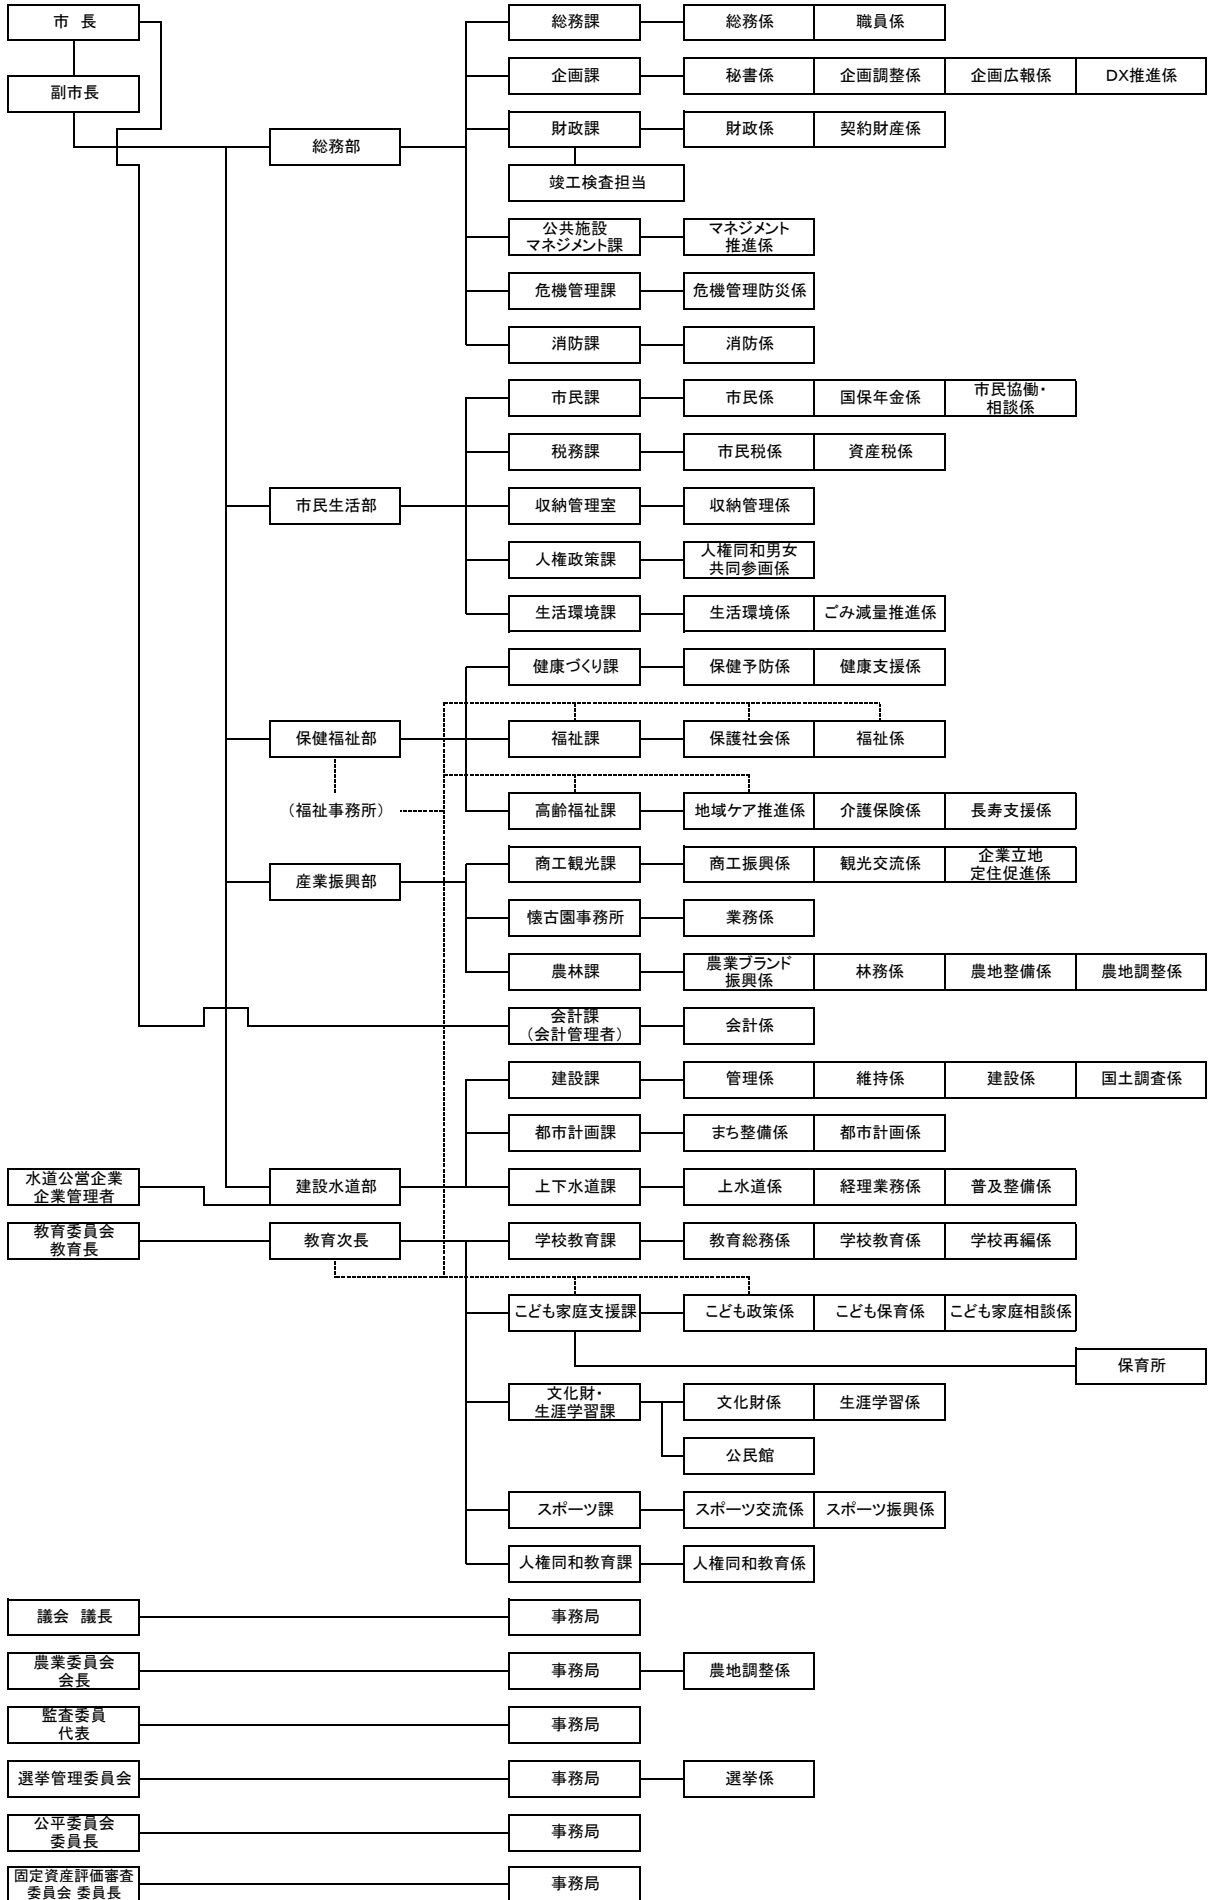 市　長
総務課
総務係
職員係
副市長
企画課
秘書係
企画調整係
企画広報係
DX推進係
総務部
財政課
財政係
契約財産係
竣工検査担当
公共施設
マネジメント課
マネジメント
推進係
危機管理課
危機管理防災係
消防課
消防係
市民課
市民係
国保年金係
市民協働・
相談係
税務課
市民税係
資産税係
市民生活部
収納管理室
収納管理係
人権政策課
人権同和男女
共同参画係
生活環境課
生活環境係
ごみ減量推進係
健康づくり課
保健予防係
健康支援係
保健福祉部
福祉課
保護社会係
福祉係
（福祉事務所）
高齢福祉課
地域ケア推進係
介護保険係
長寿支援係
産業振興部
商工観光課
商工振興係
観光交流係
企業立地
定住促進係
懐古園事務所
業務係
農林課
農業ブランド
振興係
林務係
農地整備係
農地調整係
会計課
（会計管理者）
会計係
建設課
管理係
維持係
建設係
国土調査係
都市計画課
まち整備係
都市計画係
水道公営企業
企業管理者
建設水道部
上下水道課
上水道係
経理業務係
普及整備係
教育委員会
教育長
教育次長
学校教育課
教育総務係
学校教育係
学校再編係
こども家庭支援課
こども政策係
こども保育係
こども家庭相談係
保育所
文化財・
生涯学習課
文化財係
生涯学習係
公民館
スポーツ課
スポーツ交流係
スポーツ振興係
人権同和教育課
人権同和教育係
議会　議長
事務局
農業委員会
会長
事務局
農地調整係
監査委員
代表
事務局
選挙管理委員会
事務局
選挙係
公平委員会
委員長
事務局
固定資産評価審査
委員会 委員長
事務局